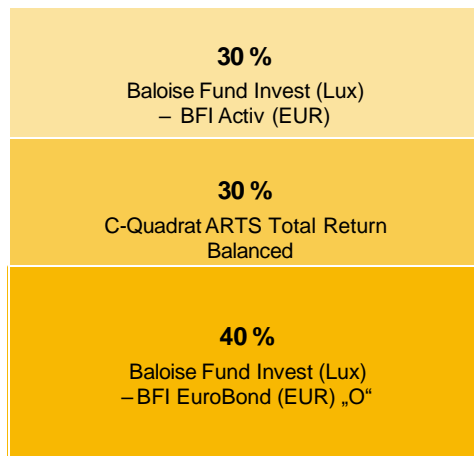 30 %
Baloise Fund Invest (Lux)
– BFI Activ (EUR)
30 %
C-Quadrat ARTS Total Return
Balanced
40 %
Baloise Fund Invest (Lux)
– BFI EuroBond (EUR) „O“